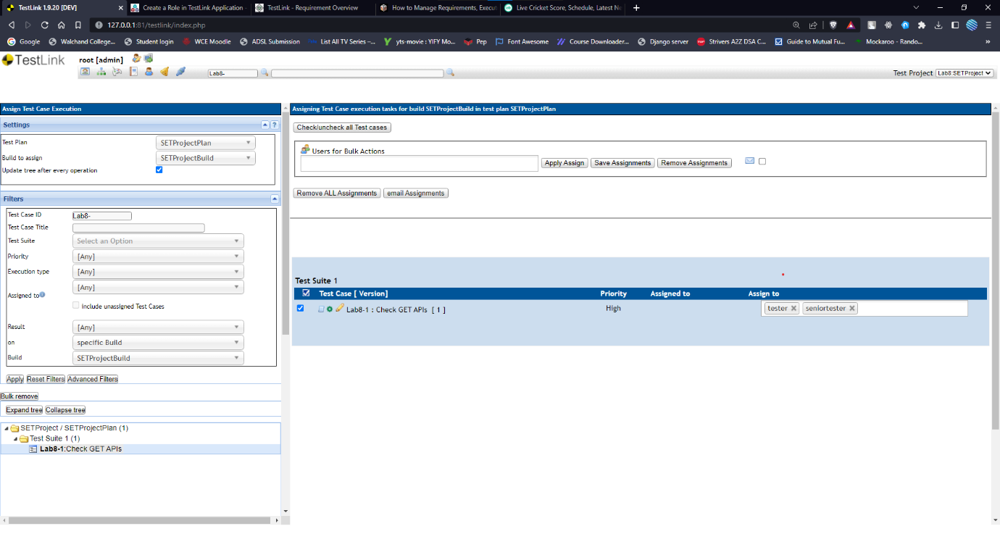 TestLink 1.9.20 [DEV]
Create a Role in TestLink Application -
TestLink - Requirement Overview
How to Manage Requirements, Execut
Live Cricket Score, Schedule, Latest Ne
127.0.0.1:81/testlink/index.php
Google
Walchand College...
Student login
WCE Moodle
ADSL Submission
List All TV Series –...
yts-movie : YIFY Mo...
Pep
Font Awesome
Course Downloader...
Django server
Strivers A2Z DSA C...
Guide to Mutual Fu...
Mockaroo - Rando...
»
TestLink
root [admin]
Lab8-
Test Project
Lab8:SETProject
Assign Test Case Execution
Settings
Test Plan
SETProjectPlan
Build to assign
SETProjectBuild
Update tree after every operation
Filters
Test Case ID
Lab8-
Test Case Title
Test Suite
Select an Option
Priority
[Any]
Execution type
[Any]
[Any]
Assigned to
Include unassigned Test Cases
Result
[Any]
on
specific Build
Build
SETProjectBuild
Apply
Reset Filters
Advanced Filters
Bulk remove
Expand tree
Collapse tree
SETProject / SETProjectPlan (1)
Test Suite 1 (1)
Lab8-1:Check GET APIs
Assigning Test Case execution tasks for build SETProjectBuild in test plan SETProjectPlan
Check/uncheck all Test cases
Users for Bulk Actions
Apply Assign
Save Assignments
Remove Assignments
Remove ALL Assignments
email Assignments
Test Suite 1
Test Case [ Version]
Priority
Assigned to
Assign to
Lab8-1 : Check GET APIs [ 1 ]
High
tester
seniortester